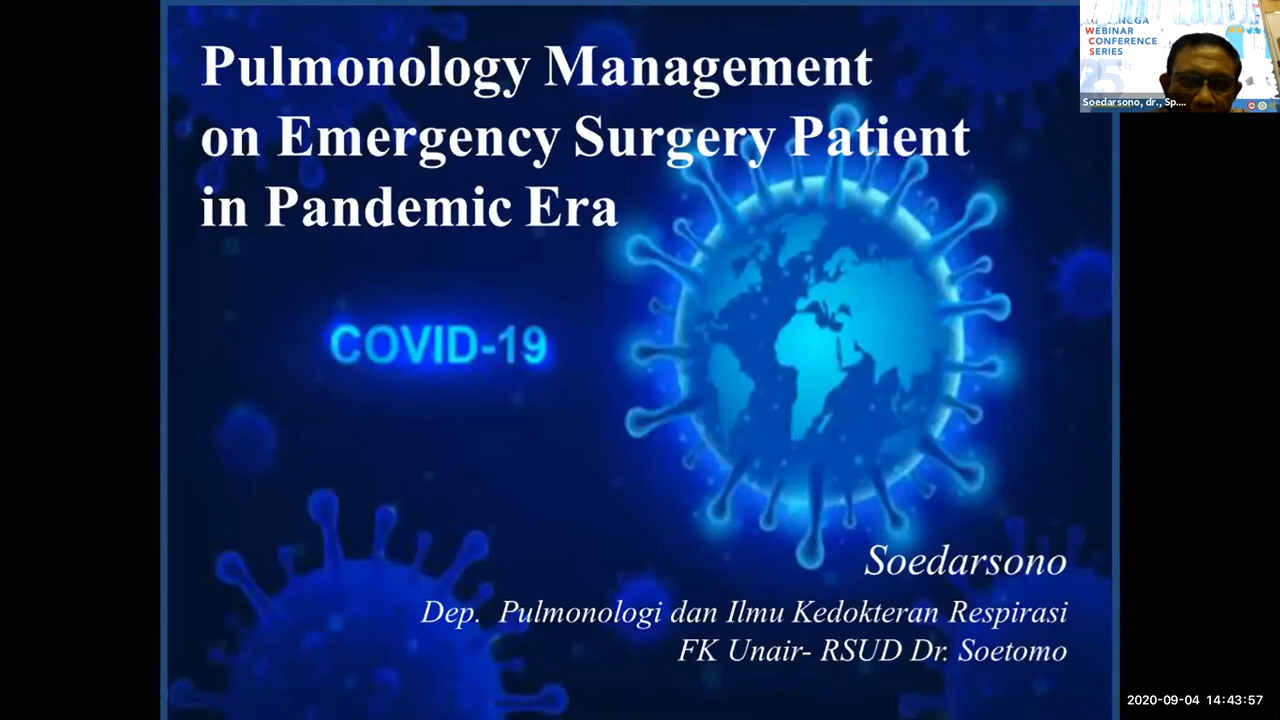 Pulmonology Management
on Emergency Surgery Patient
in Pandemic Era
COVID-19
Soedarsono
Dep. Pulmonologi dan Ilmu Kedokteran Respirasi
FK Unair- RSUD Dr. Soetomo
WEBINAR
CONFERENCE
SERIES
Soedarsono, dr., Sp....
2020-09-04 14:43:57